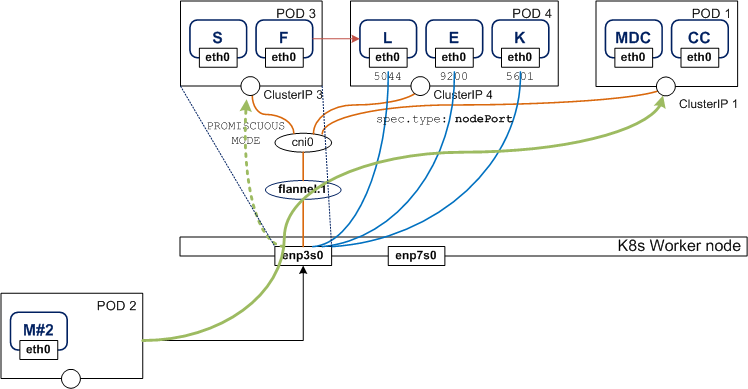 POD 3
POD 4
POD 1
S
F
L
E
K
MDC
CC
eth0
eth0
eth0
eth0
eth0
eth0
eth0
5044
9200
5601
ClusterIP 3
ClusterIP 4
ClusterIP 1
PROMISCUOUS
MODE
spec.type: nodePort
cni0
flannel.1
K8s Worker node
enp3s0
enp7s0
POD 2
M#2
eth0